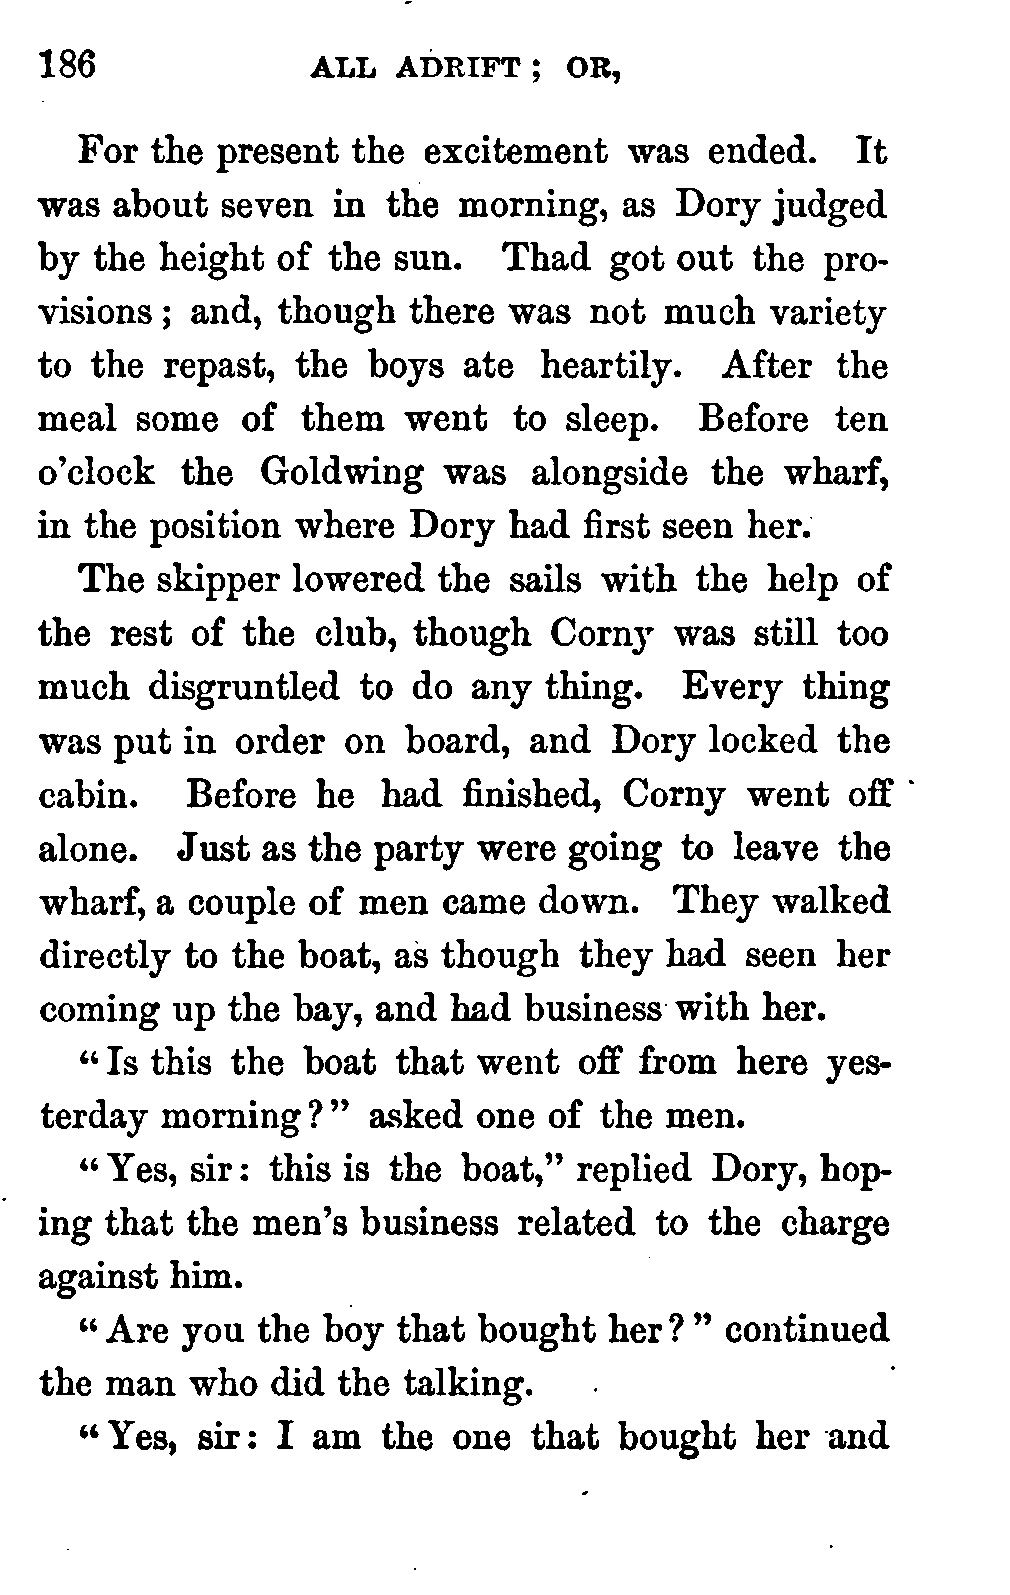 186 ALL ADRIFT; OR,
For the present the excitement was ended. It
was about seven in the morning, as Dory judged
by the height of the sun. Thad got out the pro-
visions; and, though there was not much variety
to the repast, the boys ate heartily. After the
meal some of them went to sleep. Before ten
o'clock the Goldwing was alongside the wharf,
in the position where Dory had first seen her.
The skipper lowered the sails with the help of
the rest of the club, though Corny was still too
much disgruntled to do any thing. Every thing
was put in order on board, and Dory locked the
cabin. Before he had finished, Corny went off
alone. Just as the party were going to leave the
wharf, a couple of men came down. They walked
directly to the boat, as though they had seen her
coming up the bay, and had business with her.
"Is this the boat that went off from here yes-
terday morning?" asked one of the men.
"Yes, sir: this is the boat," replied Dory, hop-
ing that the men's business related to the charge
against him.
"Are you the boy that bought her?" continued
the man who did the talking.
"Yes, sir: I am the one that bought her and